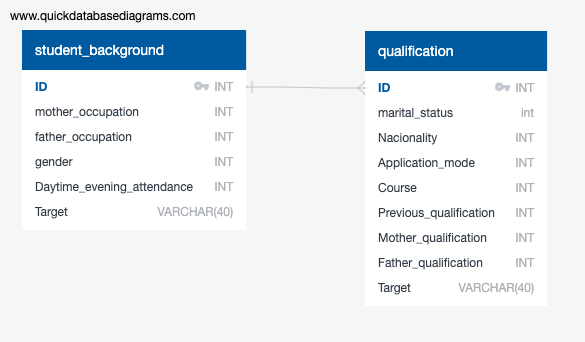 www.quickdatabasediagrams.com
student_background
ID INT
mother_occupation INT
father_occupation INT
gender INT
Daytime_evening_attendance INT
Target VARCHAR(40)
qualification
ID INT
marital_status int
Nacionality INT
Application_mode INT
Course INT
Previous_qualification INT
Mother_qualification INT
Father_qualification INT
Target VARCHAR(40)